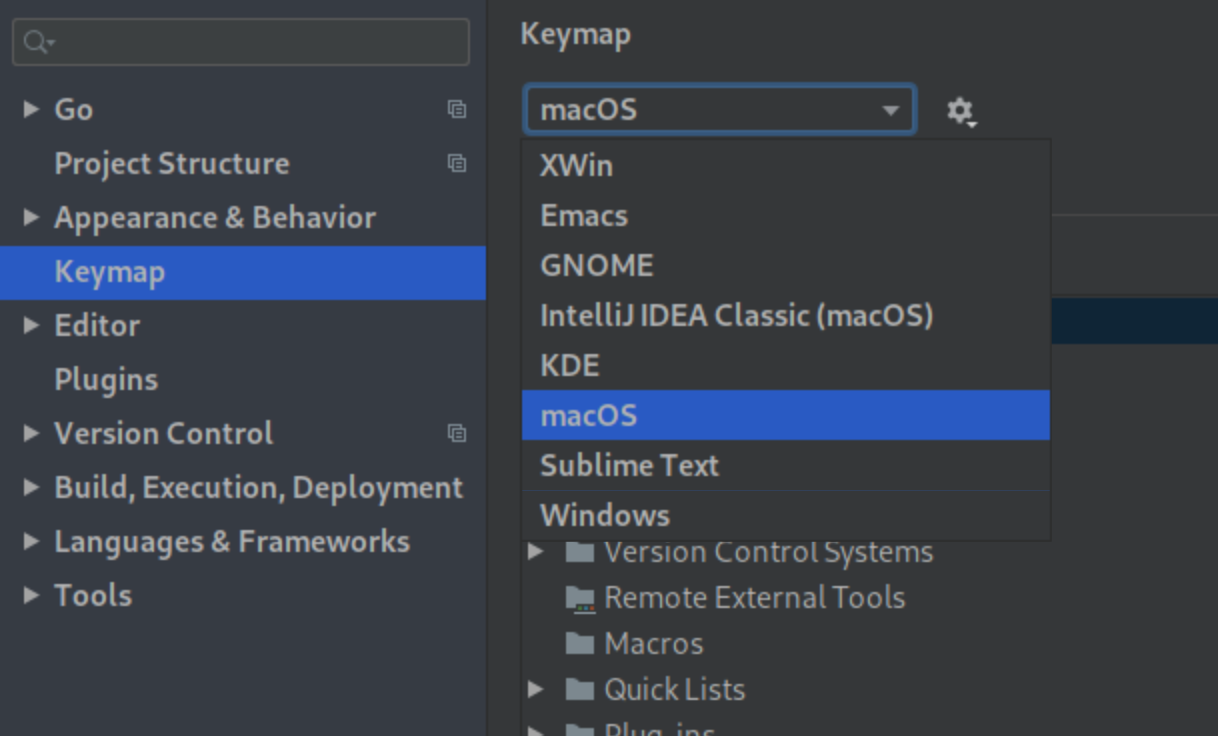 Go
Project Structure
Appearance & Behavior
Keymap
Editor
Plugins
Version Control
Build, Execution, Deployment
Languages & Frameworks
Tools
Keymap
macOS
XWin
Emacs
GNOME
IntelliJ IDEA Classic (macOS)
KDE
macOS
Sublime Text
Windows
Version Control Systems
Remote External Tools
Macros
Quick Lists
Plug-ins